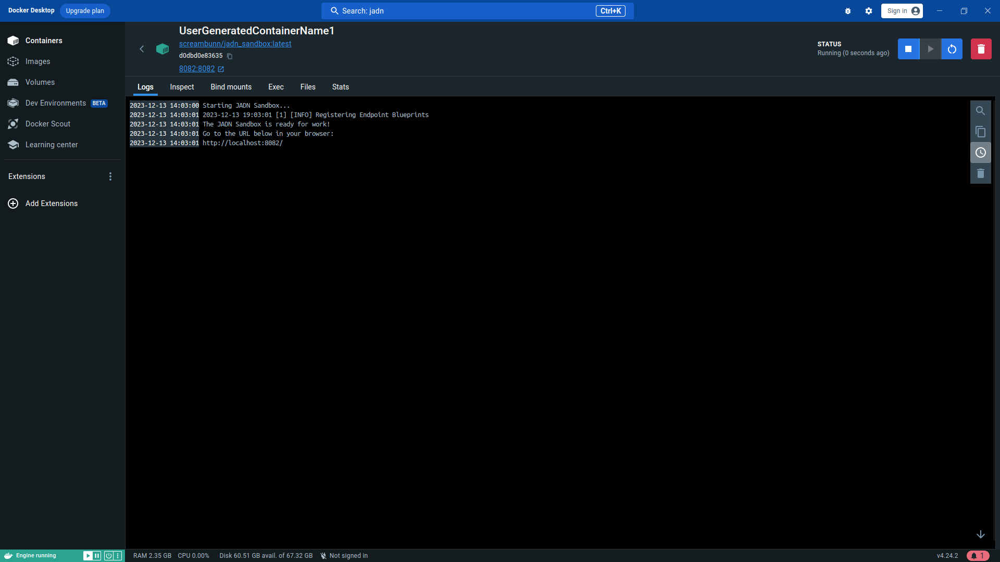 Docker Desktop
Upgrade plan
Search: jadn
Ctrl+K
Sign in
Containers
Images
Volumes
Dev Environments BETA
Docker Scout
Learning center
Extensions
Add Extensions
UserGeneratedContainerName1
screambunn/jadn_sandbox:latest
d0dbd0e83635
8082:8082
STATUS
Running (0 seconds ago)
Logs Inspect Bind mounts Exec Files Stats
2023-12-13 14:03:00 Starting JADN Sandbox...
2023-12-13 14:03:01 2023-12-13 19:03:01 [1] [INFO] Registering Endpoint Blueprints
2023-12-13 14:03:01 The JADN Sandbox is ready for work!
2023-12-13 14:03:01 Go to the URL below in your browser:
2023-12-13 14:03:01 http://localhost:8082/
Engine running
RAM 2.35 GB CPU 0.00% Disk 60.51 GB avail. of 67.32 GB Not signed in
v4.24.2
1